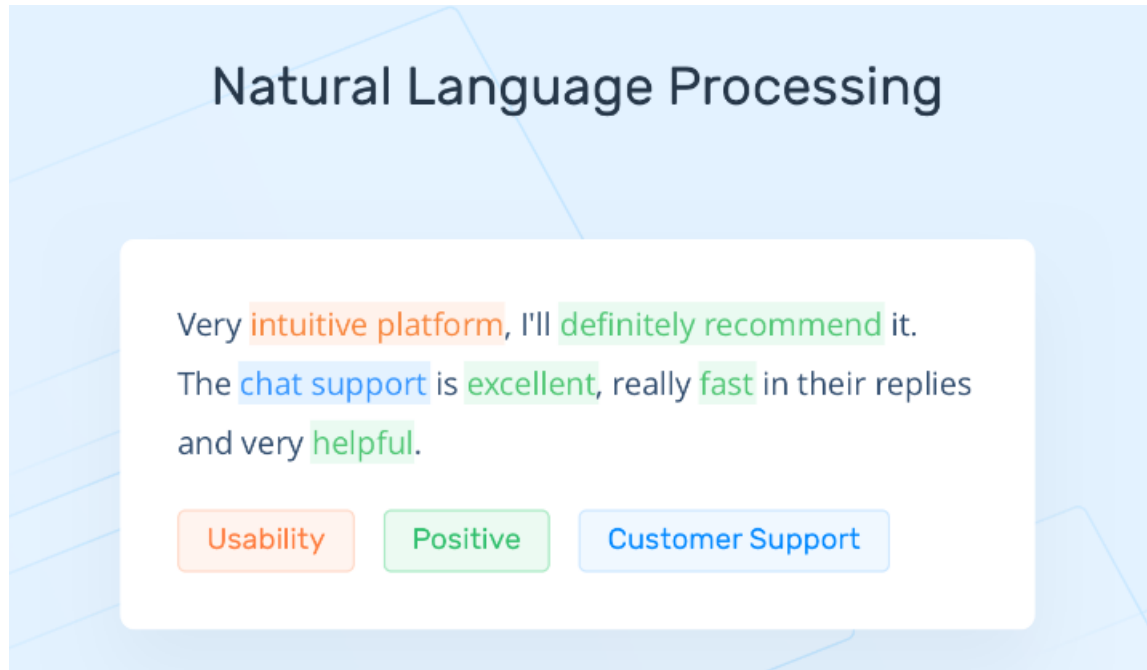 Natural Language Processing
Very intuitive platform, I'll definitely recommend it.
The chat support is excellent, really fast in their replies
and very helpful.
Usability Positive Customer Support